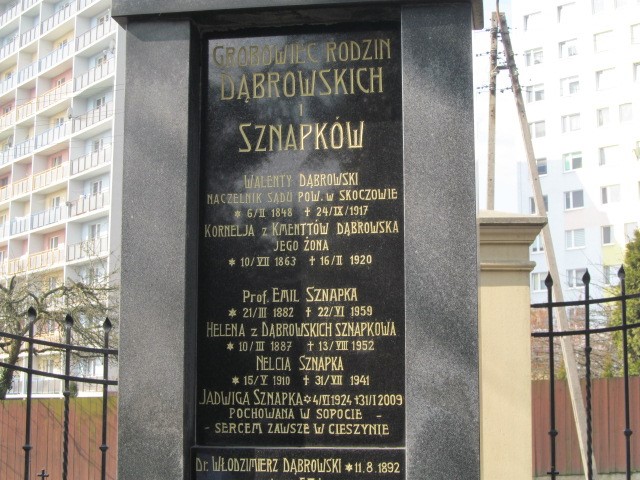 GROBOWIEC RODZIN
DĄBROWSKICH
I
SZNAPKÓW
WALENTY DĄBROWSKI
NACZELNIK SĄDU POW. W SKOCZOWIE
* 6/II 1848 † 24/IX/1917
KORNELJA z KMENTTÓW DĄBROWSKA
JEGO ŻONA
* 10/VII 1863 † 16/II 1920
Prof. EMIL SZNAPKA
* 21/III 1882 † 22/VI 1959
HELENA z DĄBROWSKICH SZNAPKOWA
* 10/III 1887 † 13/VIII 1952
NELCIA SZNAPKA
* 15/V 1910 † 31/VII 1941
JADWIGA SZNAPKA * 4/VI 1924 † 31/I 2009
POCHOWANA W SOPOCIE
- SERCEM ZAWSZE W CIESZYNIE -
Dr. WŁODZIMIERZ DĄBROWSKI * 11.8.1892